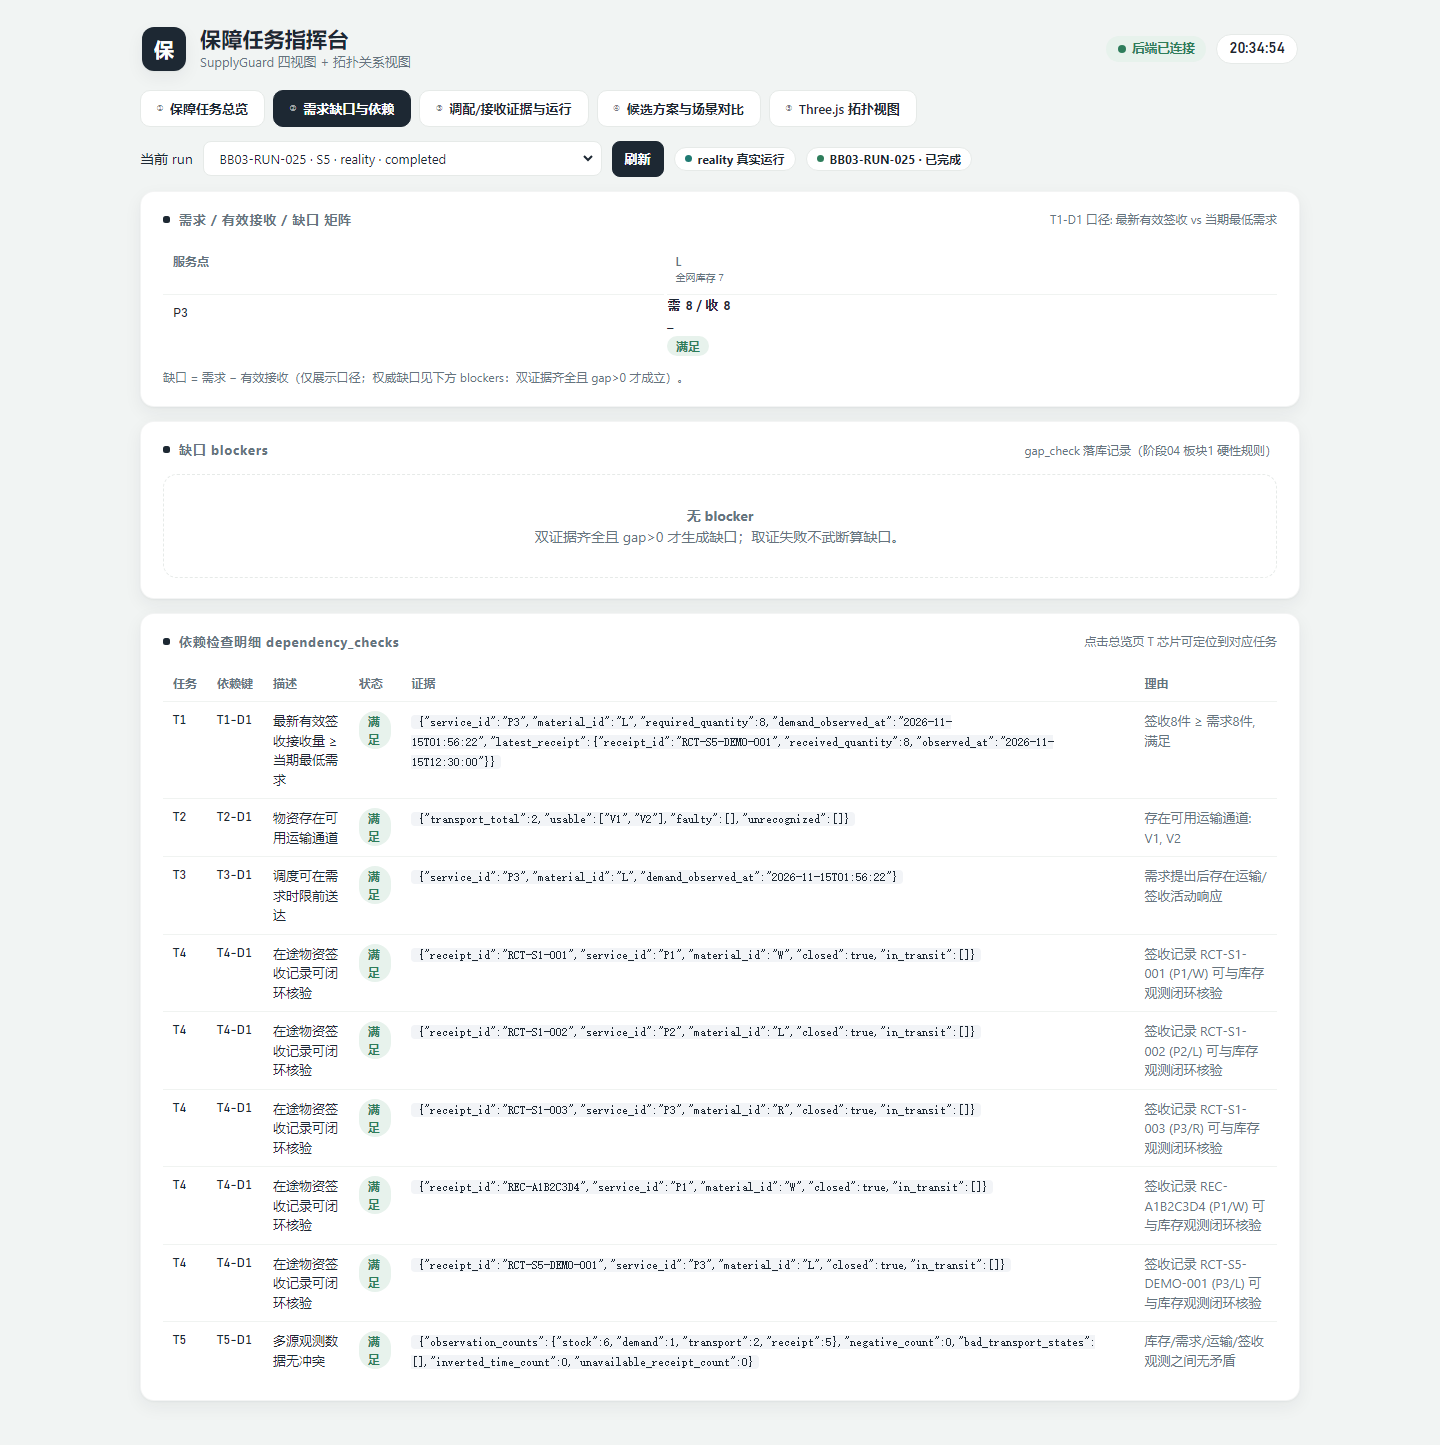 保
保障任务指挥台
SupplyGuard 四视图 + 拓扑关系视图
后端已连接
20:34:54
保障任务总览
② 需求缺口与依赖
调配/接收证据与运行
候选方案与场景对比
Three.js 拓扑视图
当前 run
BB03-RUN-025 · S5 · reality · completed
刷新
reality 真实运行
BB03-RUN-025 · 已完成
需求 / 有效接收 / 缺口 矩阵
T1-D1 口径: 最新有效签收 vs 当期最低需求
服务点
L
全网库存 7
P3
需 8 / 收 8
–
满足
缺口 = 需求 − 有效接收（仅展示口径；权威缺口见下方 blockers：双证据齐全且 gap>0 才成立）。
缺口 blockers
gap_check 落库记录（阶段04 板块1 硬性规则）
无 blocker
双证据齐全且 gap>0 才生成缺口；取证失败不武断算缺口。
依赖检查明细 dependency_checks
点击总览页 T 芯片可定位到对应任务
任务 依赖键 描述 状态 证据 理由
T1
T1-D1
最新有效签
收接收量 ≥
当期最低需
求
满
足
{"service_id":"P3","material_id":"L","required_quantity":8,"demand_observed_at":"2026-11-
15T01:56:22","latest_receipt":{"receipt_id":"RCT-S5-DEMO-001","received_quantity":8,"observed_at":"2026-11-
15T12:30:00"}}
签收8件 ≥ 需求8件,
满足
T2
T2-D1
物资存在可
用运输通道
满
足
{"transport_total":2,"usable":["V1","V2"],"faulty":[],"unrecognized":[]}
存在可用运输通道:
V1, V2
T3
T3-D1
调度可在需
求时限前送
达
满
足
{"service_id":"P3","material_id":"L","demand_observed_at":"2026-11-15T01:56:22"}
需求提出后存在运输/
签收活动响应
T4
T4-D1
在途物资签
收记录可闭
环核验
满
足
{"receipt_id":"RCT-S1-001","service_id":"P1","material_id":"W","closed":true,"in_transit":[]}
签收记录 RCT-S1-
001 (P1/W) 可与库存
观测闭环核验
T4
T4-D1
在途物资签
收记录可闭
环核验
满
足
{"receipt_id":"RCT-S1-002","service_id":"P2","material_id":"L","closed":true,"in_transit":[]}
签收记录 RCT-S1-
002 (P2/L) 可与库存
观测闭环核验
T4
T4-D1
在途物资签
收记录可闭
环核验
满
足
{"receipt_id":"RCT-S1-003","service_id":"P3","material_id":"R","closed":true,"in_transit":[]}
签收记录 RCT-S1-
003 (P3/R) 可与库存
观测闭环核验
T4
T4-D1
在途物资签
收记录可闭
环核验
满
足
{"receipt_id":"REC-A1B2C3D4","service_id":"P1","material_id":"W","closed":true,"in_transit":[]}
签收记录 REC-
A1B2C3D4 (P1/W) 可
与库存观测闭环核验
T4
T4-D1
在途物资签
收记录可闭
环核验
满
足
{"receipt_id":"RCT-S5-DEMO-001","service_id":"P3","material_id":"L","closed":true,"in_transit":[]}
签收记录 RCT-S5-
DEMO-001 (P3/L) 可
与库存观测闭环核验
T5
T5-D1
多源观测数
据无冲突
满
足
{"observation_counts":{"stock":6,"demand":1,"transport":2,"receipt":5},"negative_count":0,"bad_transport_states":
[],"inverted_time_count":0,"unavailable_receipt_count":0}
库存/需求/运输/签收
观测之间无矛盾